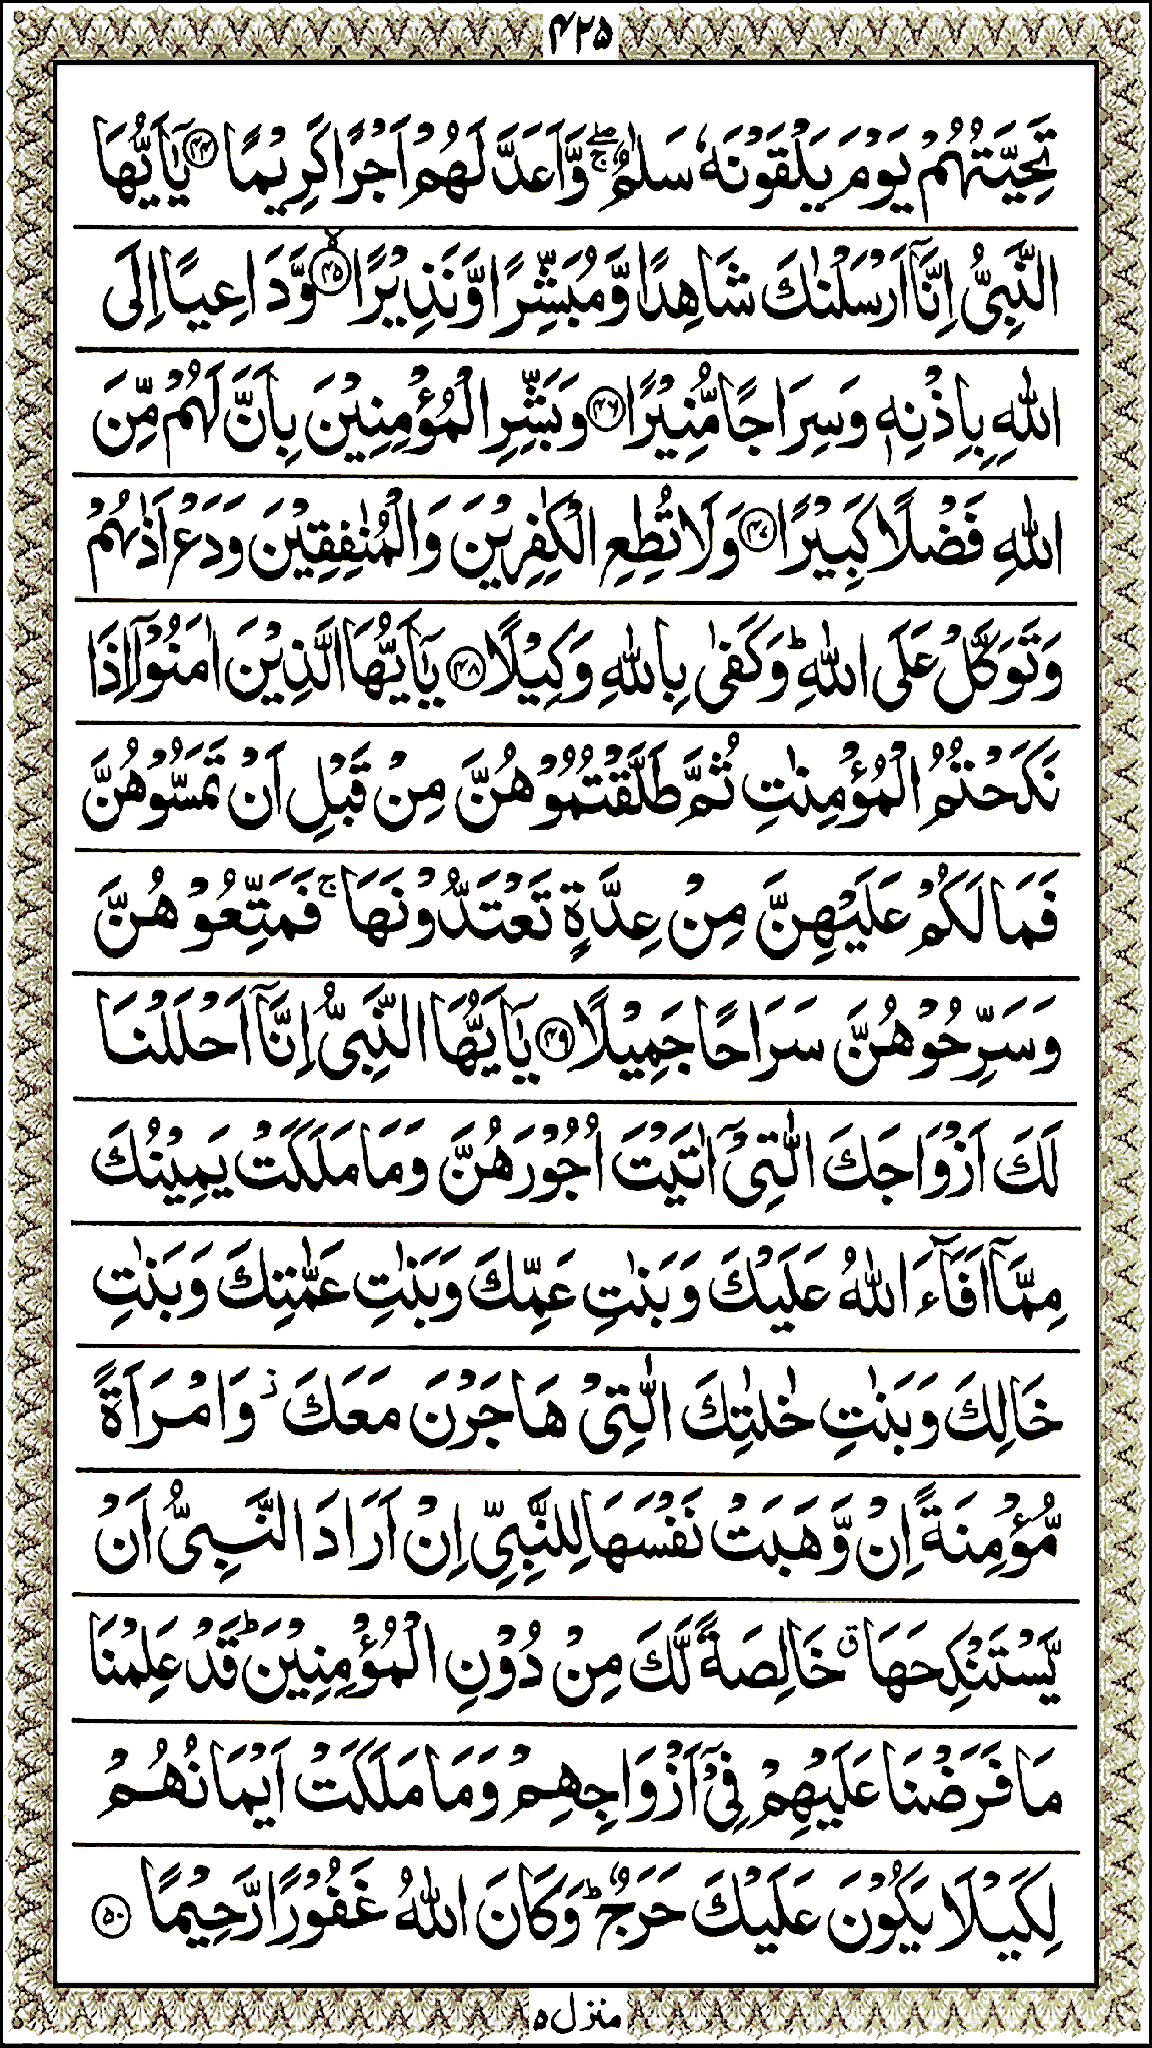 ۴۲۵
تَحِيَّتُهُمْ يَوْمَ يَلْقَوْنَهٗ سَلٰمٌ ۖۚ وَّاَعَدَّ لَهُمْ اَجْرًا كَرِيْمًا ۴۴ يٰۤاَيُّهَا
النَّبِيُّ اِنَّاۤ اَرْسَلْنٰكَ شَاهِدًا وَّمُبَشِّرًا وَّنَذِيْرًا ۙ ۴۵ وَّدَاعِيًا اِلَى
اللّٰهِ بِاِذْنِهٖ وَسِرَاجًا مُّنِيْرًا ۴۶ وَبَشِّرِ الْمُؤْمِنِيْنَ بِاَنَّ لَهُمْ مِّنَ
اللّٰهِ فَضْلًا كَبِيْرًا ۴۷ وَلَا تُطِعِ الْكٰفِرِيْنَ وَالْمُنٰفِقِيْنَ وَدَعْ اَذٰىهُمْ
وَتَوَكَّلْ عَلَى اللّٰهِ ؕ وَكَفٰى بِاللّٰهِ وَكِيْلًا ۴۸ يٰۤاَيُّهَا الَّذِيْنَ اٰمَنُوْۤا اِذَا
نَكَحْتُمُ الْمُؤْمِنٰتِ ثُمَّ طَلَّقْتُمُوْهُنَّ مِنْ قَبْلِ اَنْ تَمَسُّوْهُنَّ
فَمَا لَكُمْ عَلَيْهِنَّ مِنْ عِدَّةٍ تَعْتَدُّوْنَهَا ۚ فَمَتِّعُوْهُنَّ
وَسَرِّحُوْهُنَّ سَرَاحًا جَمِيْلًا ۴۹ يٰۤاَيُّهَا النَّبِيُّ اِنَّاۤ اَحْلَلْنَا
لَكَ اَزْوَاجَكَ الّٰتِيْۤ اٰتَيْتَ اُجُوْرَهُنَّ وَمَا مَلَكَتْ يَمِيْنُكَ
مِمَّاۤ اَفَآءَ اللّٰهُ عَلَيْكَ وَبَنٰتِ عَمِّكَ وَبَنٰتِ عَمّٰتِكَ وَبَنٰتِ
خَالِكَ وَبَنٰتِ خٰلٰتِكَ الّٰتِيْ هَاجَرْنَ مَعَكَ ؗ وَامْرَاَةً
مُّؤْمِنَةً اِنْ وَّهَبَتْ نَفْسَهَا لِلنَّبِيِّ اِنْ اَرَادَ النَّبِيُّ اَنْ
يَّسْتَنْكِحَهَا ۗ خَالِصَةً لَّكَ مِنْ دُوْنِ الْمُؤْمِنِيْنَ ؕ قَدْ عَلِمْنَا
مَا فَرَضْنَا عَلَيْهِمْ فِيْۤ اَزْوَاجِهِمْ وَمَا مَلَكَتْ اَيْمَانُهُمْ
لِكَيْلَا يَكُوْنَ عَلَيْكَ حَرَجٌ ؕ وَكَانَ اللّٰهُ غَفُوْرًا رَّحِيْمًا ۵۰
منزل ۵